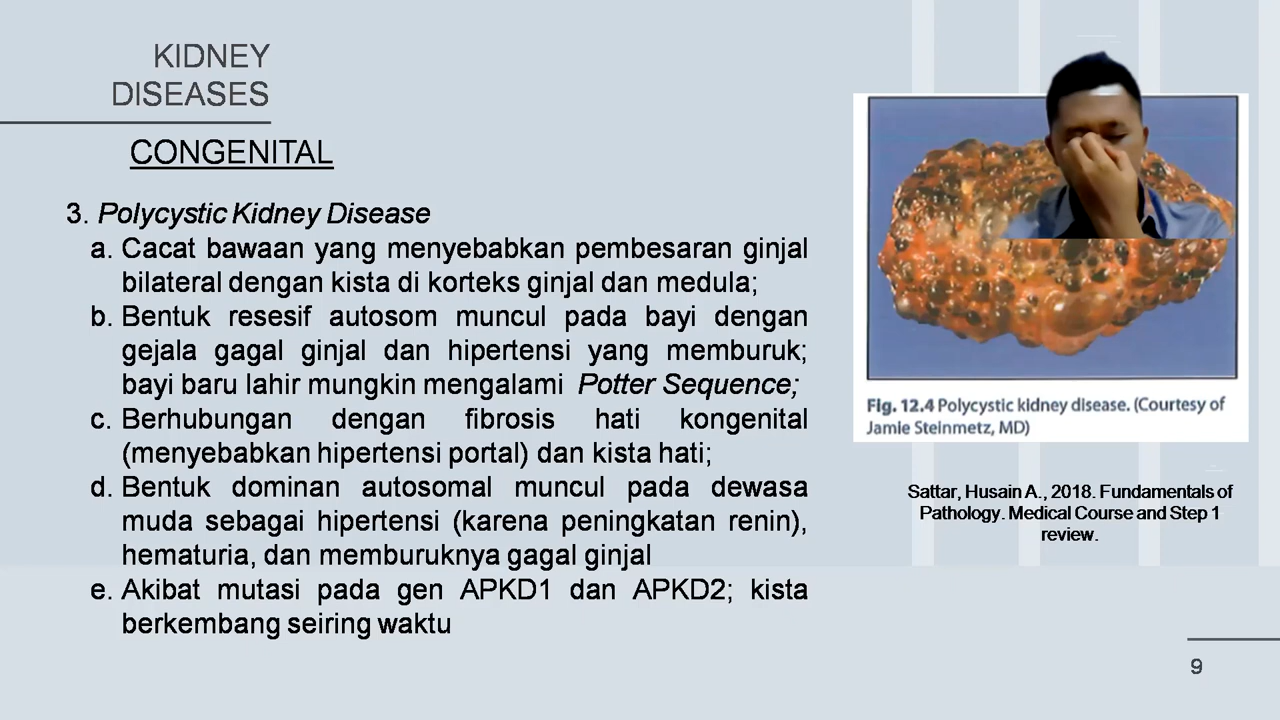 KIDNEY
DISEASES
CONGENITAL
3. Polycystic Kidney Disease
a. Cacat bawaan yang menyebabkan pembesaran ginjal
bilateral dengan kista di korteks ginjal dan medula;
b. Bentuk resesif autosom muncul pada bayi dengan
gejala gagal ginjal dan hipertensi yang memburuk;
bayi baru lahir mungkin mengalami Potter Sequence;
c. Berhubungan dengan fibrosis hati kongenital
(menyebabkan hipertensi portal) dan kista hati;
d. Bentuk dominan autosomal muncul pada dewasa
muda sebagai hipertensi (karena peningkatan renin),
hematuria, dan memburuknya gagal ginjal
e. Akibat mutasi pada gen APKD1 dan APKD2; kista
berkembang seiring waktu
Fig. 12.4 Polycystic kidney disease. (Courtesy of
Jamie Steinmetz, MD)
Sattar, Husain A., 2018. Fundamentals of
Pathology. Medical Course and Step 1
review.
9